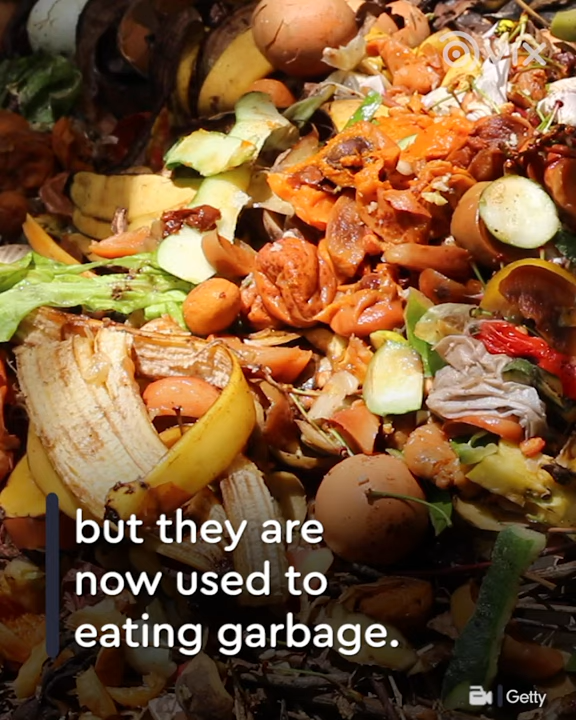 but they are
now used to
eating garbage.
Getty